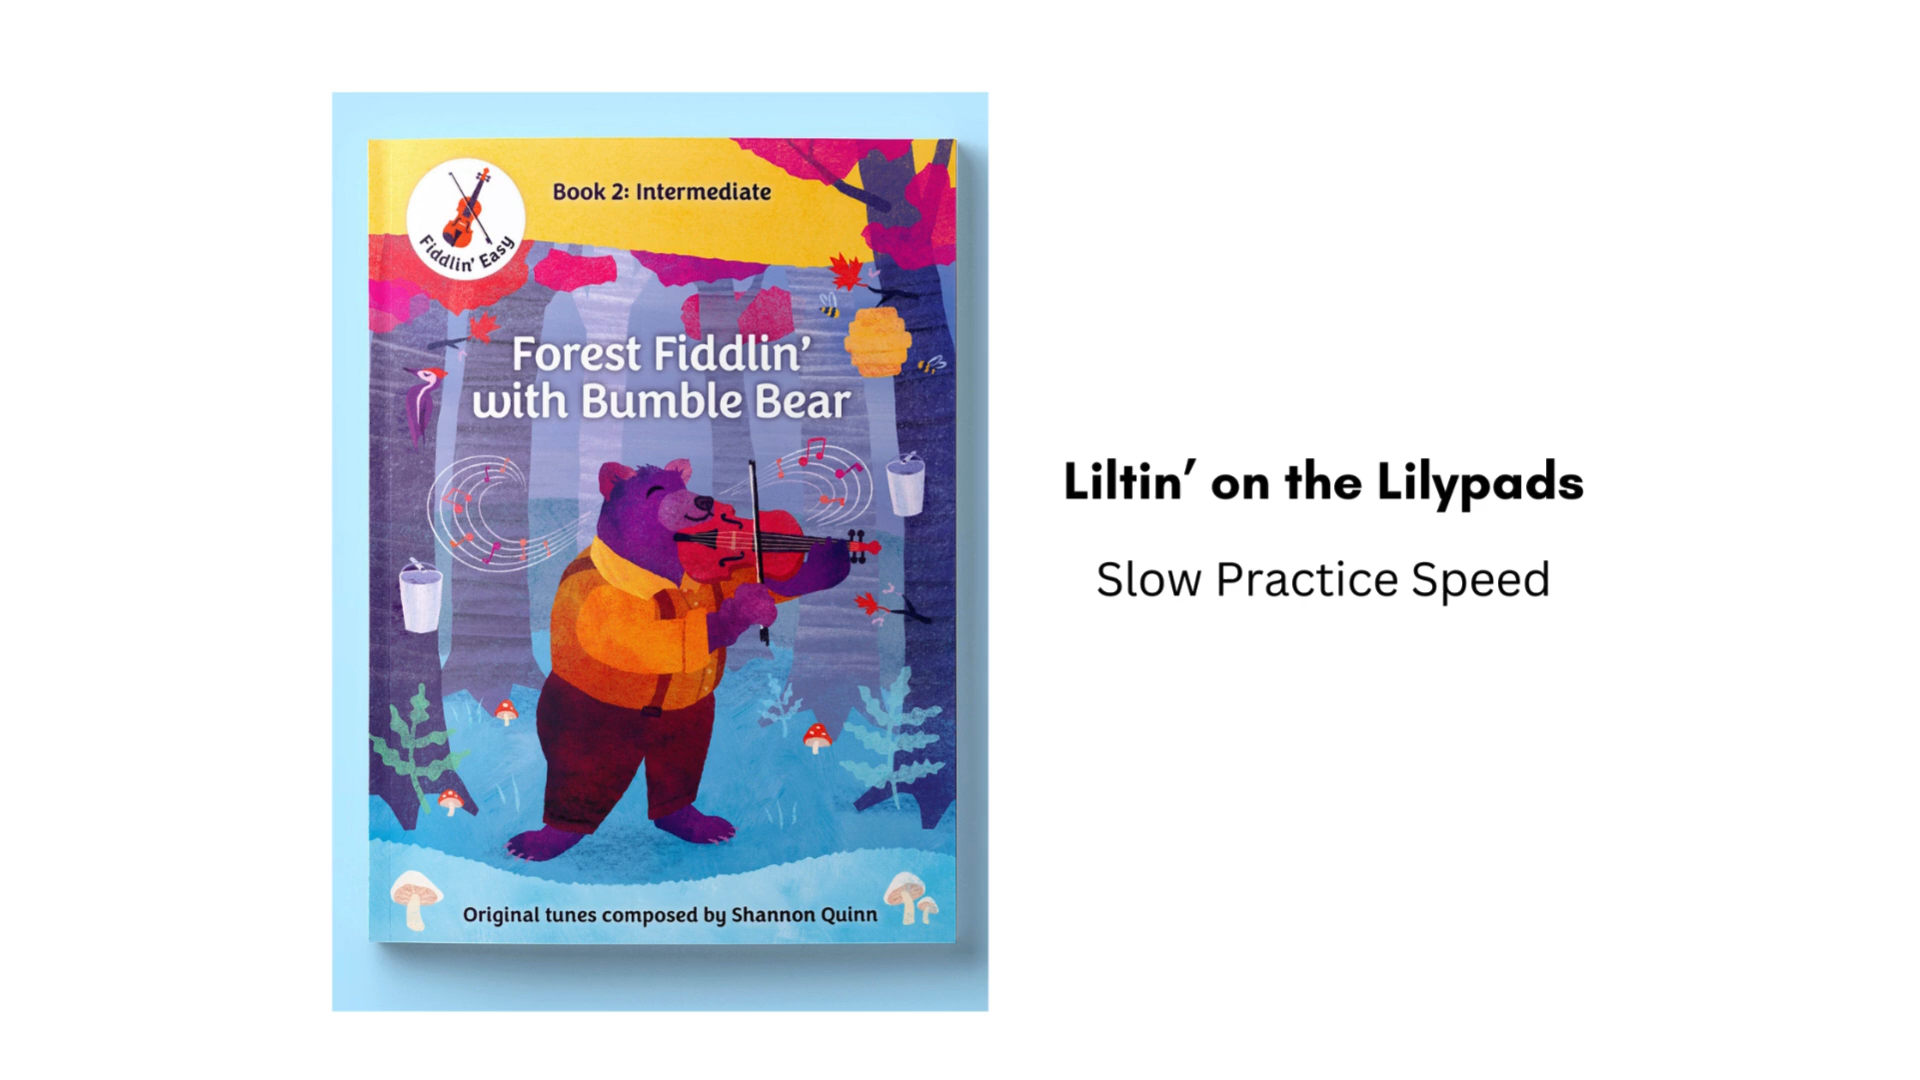 Book 2: Intermediate
Fiddlin' Easy
Forest Fiddlin'
with Bumble Bear
Original tunes composed by Shannon Quinn
Liltin' on the Lilypads
Slow Practice Speed